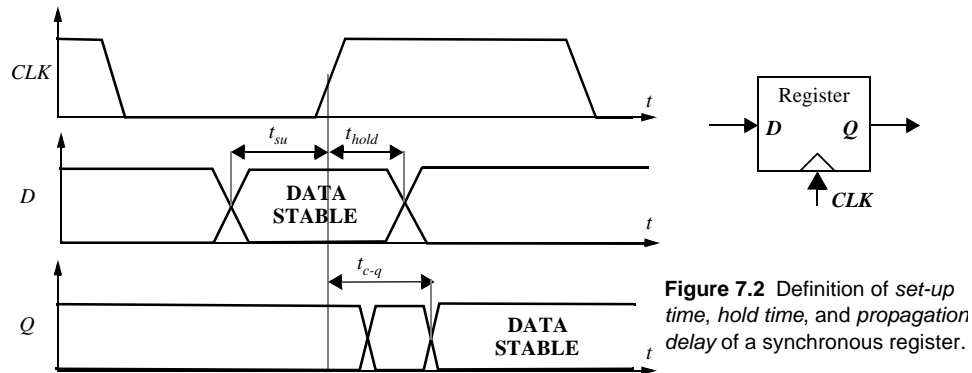 CLK
t
t_su
t_hold
D
DATA
STABLE
t
t_c-q
Q
DATA
STABLE
t
Register
D Q
CLK
Figure 7.2 Definition of set-up
time, hold time, and propagation
delay of a synchronous register.